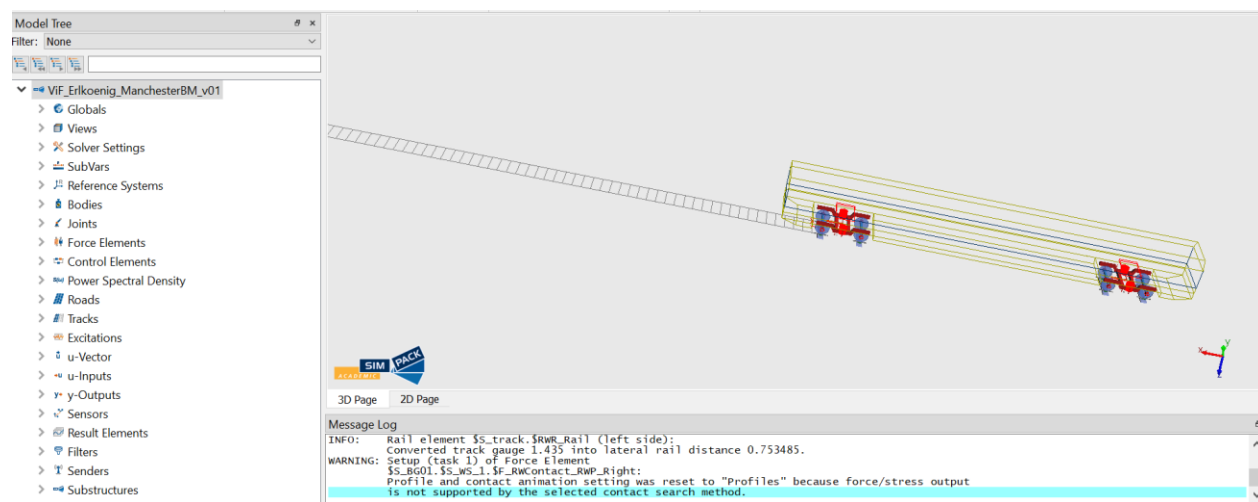 Model Tree
Filter: None
ViF_Erlkoenig_ManchesterBM_v01
Globals
Views
Solver Settings
SubVars
Reference Systems
Bodies
Joints
Force Elements
Control Elements
Power Spectral Density
Roads
Tracks
Excitations
u-Vector
u-Inputs
y-Outputs
Sensors
Result Elements
Filters
Senders
Substructures
x
y
z
SIMPACK
ACADEMIC
3D Page 2D Page
Message Log
INFO: Rail element $S_track.$RWR_Rail (left side):
Converted track gauge 1.435 into lateral rail distance 0.753485.
WARNING: Setup (task 1) of Force Element
$S_BG01.$S_WS_1.$F_RWContact_RWP_Right:
Profile and contact animation setting was reset to "Profiles" because force/stress output
is not supported by the selected contact search method.